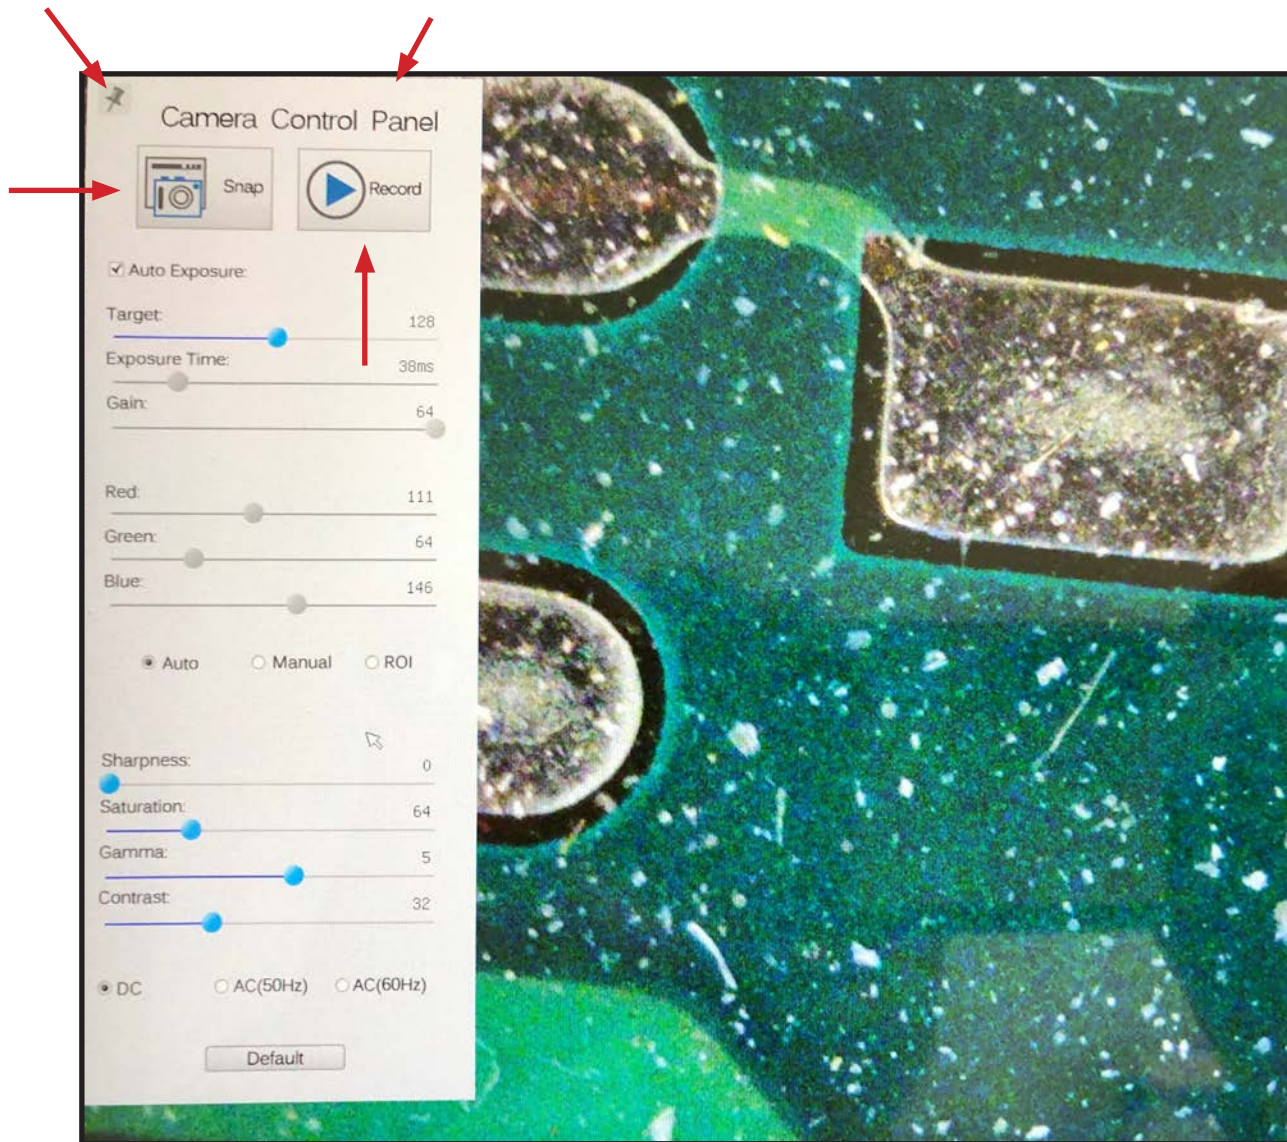 Camera Control Panel
Snap
Record
Auto Exposure:
Target:
128
Exposure Time:
38ms
Gain:
64
Red:
111
Green:
64
Blue:
146
Auto
Manual
ROI
Sharpness:
0
Saturation:
64
Gamma:
5
Contrast:
32
DC
AC(50Hz)
AC(60Hz)
Default